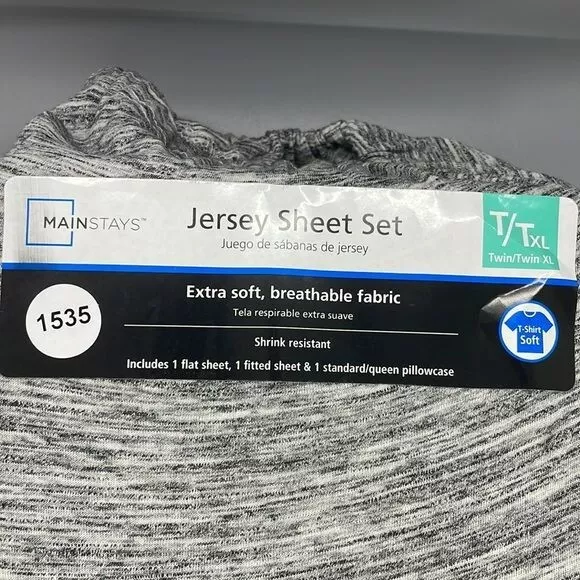 MAINSTAYS™
Jersey Sheet Set
Juego de sábanas de jersey
T/TXL
Twin/Twin XL
Extra soft, breathable fabric
Tela respirable extra suave
1535
Shrink resistant
T-Shirt
Soft
Includes 1 flat sheet, 1 fitted sheet & 1 standard/queen pillowcase